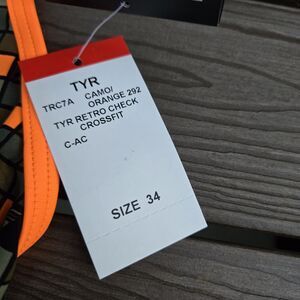 TYR
TRC7A CAMO/
ORANGE 292
TYR RETRO CHECK
CROSSFIT
C-AC
SIZE 34